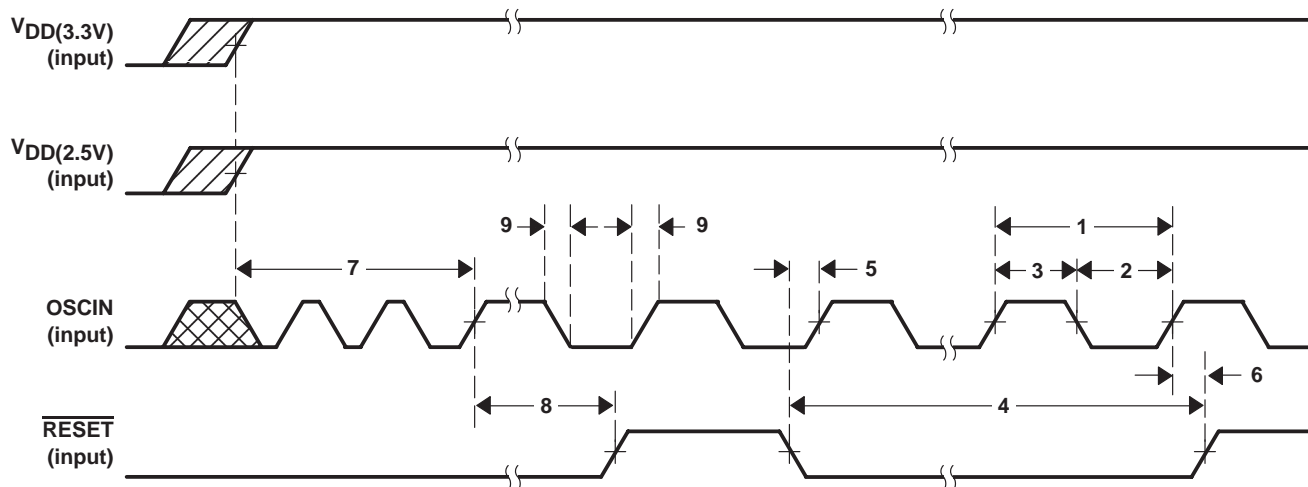 VDD(3.3V)
(input)
VDD(2.5V)
(input)
9
9
1
7
5
3
2
OSCIN
(input)
6
8
4
RESET
(input)